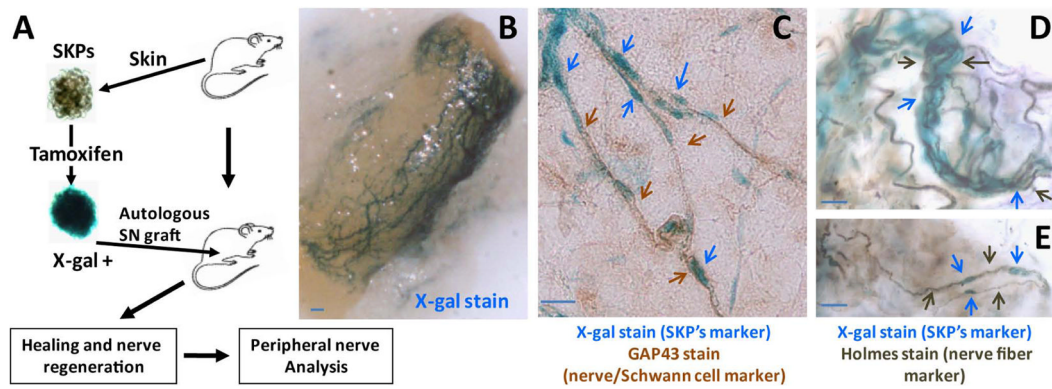 A
SKPs
Skin
Tamoxifen
X-gal +
Autologous
SN graft
Healing and nerve
regeneration
Peripheral nerve
Analysis
B
X-gal stain
C
X-gal stain (SKP's marker)
GAP43 stain
(nerve/Schwann cell marker)
D
E
X-gal stain (SKP's marker)
Holmes stain (nerve fiber
marker)